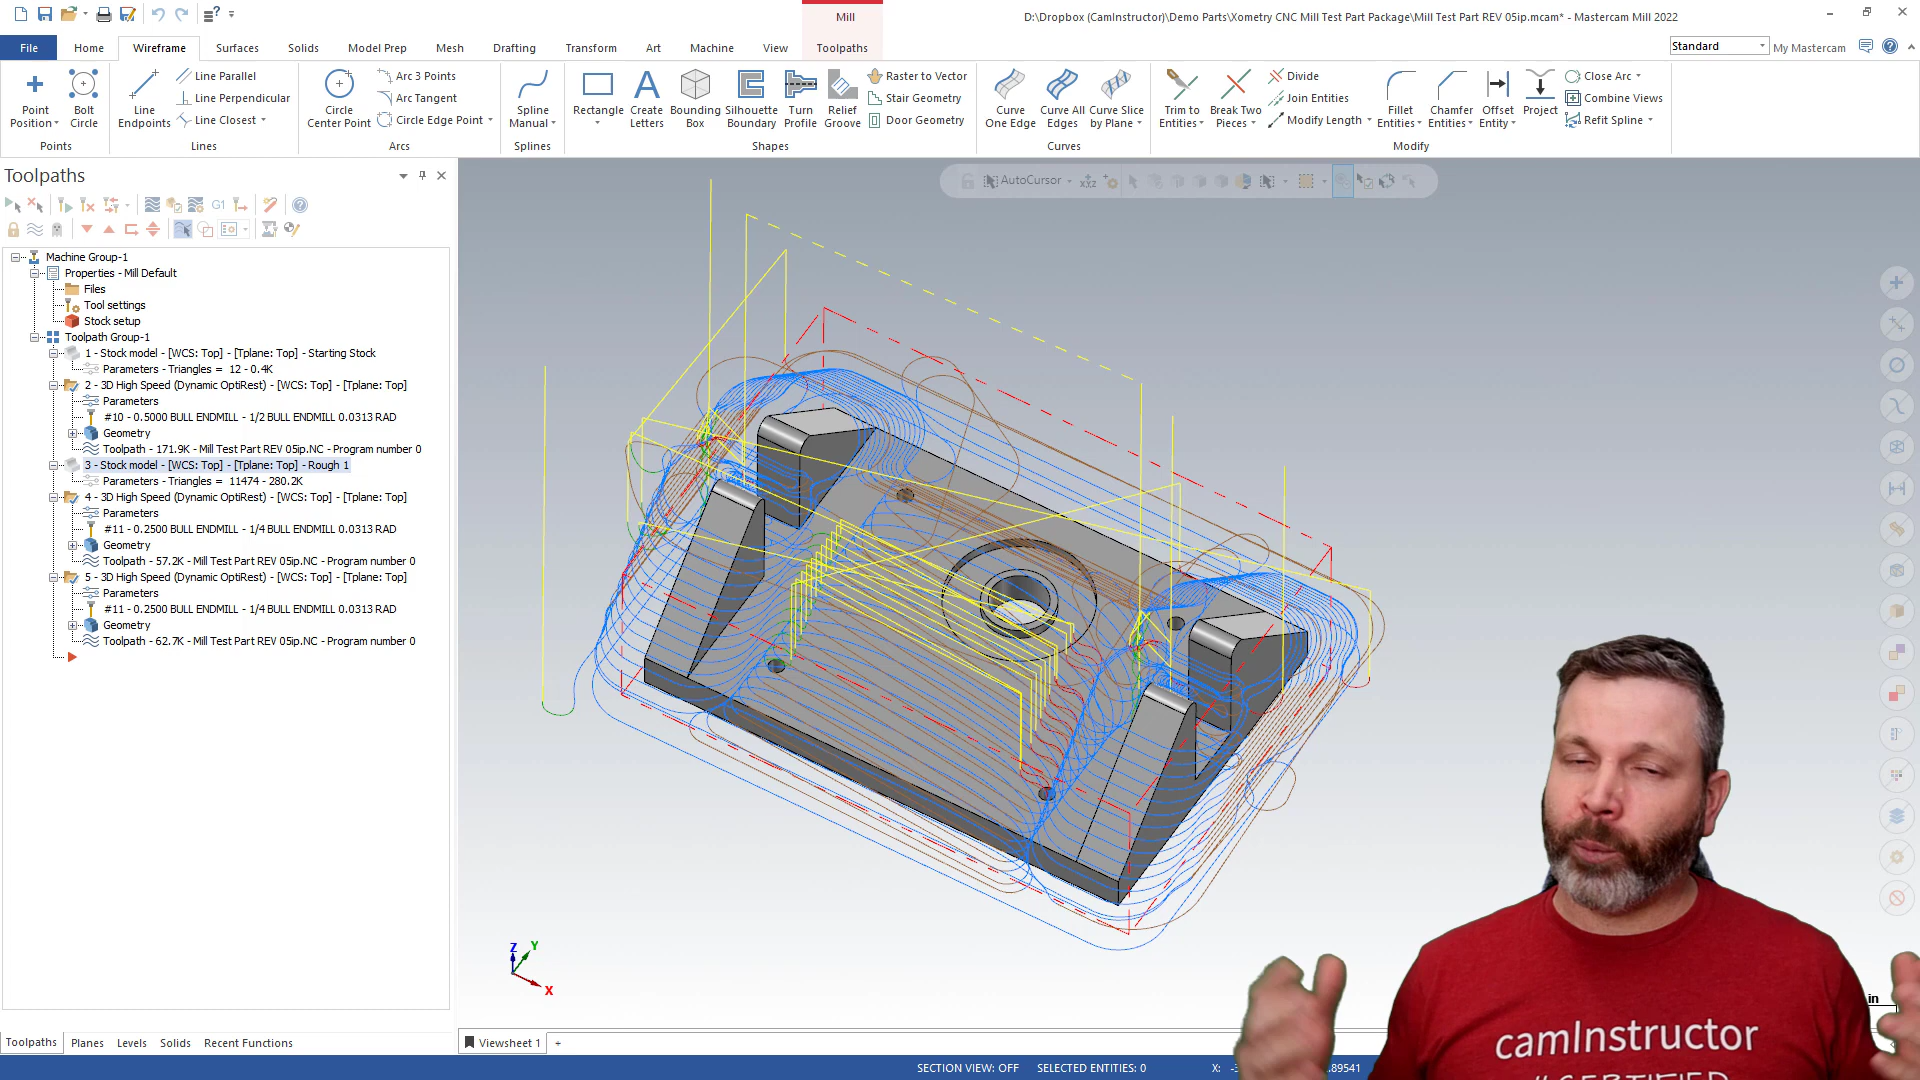 Mill
D:\Dropbox (CamInstructor)\Demo Parts\Xometry CNC Mill Test Part Package\Mill Test Part REV 05ip.mcam* - Mastercam Mill 2022
File Home Wireframe Surfaces Solids Model Prep Mesh Drafting Transform Art Machine View Toolpaths
Standard My Mastercam
Point Position
Bolt Circle
Points
Line Endpoints
Line Parallel
Line Perpendicular
Line Closest
Lines
Circle Center Point
Arc 3 Points
Arc Tangent
Circle Edge Point
Arcs
Spline Manual
Splines
Rectangle
Create Letters
Bounding Box
Silhouette Boundary
Turn Profile
Relief Groove
Raster to Vector
Stair Geometry
Door Geometry
Shapes
Curve One Edge
Curve All Edges
Curve Slice by Plane
Curves
Trim to Entities
Break Two Pieces
Divide
Join Entities
Modify Length
Fillet Entities
Chamfer Entities
Offset Entity
Project
Close Arc
Combine Views
Refit Spline
Modify
Toolpaths
G1
AutoCursor
Machine Group-1
Properties - Mill Default
Files
Tool settings
Stock setup
Toolpath Group-1
1 - Stock model - [WCS: Top] - [Tplane: Top] - Starting Stock
Parameters - Triangles = 12 - 0.4K
2 - 3D High Speed (Dynamic OptiRest) - [WCS: Top] - [Tplane: Top]
Parameters
#10 - 0.5000 BULL ENDMILL - 1/2 BULL ENDMILL 0.0313 RAD
Geometry
Toolpath - 171.9K - Mill Test Part REV 05ip.NC - Program number 0
3 - Stock model - [WCS: Top] - [Tplane: Top] - Rough 1
Parameters - Triangles = 11474 - 280.2K
4 - 3D High Speed (Dynamic OptiRest) - [WCS: Top] - [Tplane: Top]
Parameters
#11 - 0.2500 BULL ENDMILL - 1/4 BULL ENDMILL 0.0313 RAD
Geometry
Toolpath - 57.2K - Mill Test Part REV 05ip.NC - Program number 0
5 - 3D High Speed (Dynamic OptiRest) - [WCS: Top] - [Tplane: Top]
Parameters
#11 - 0.2500 BULL ENDMILL - 1/4 BULL ENDMILL 0.0313 RAD
Geometry
Toolpath - 62.7K - Mill Test Part REV 05ip.NC - Program number 0
Z Y
X
in
camInstructor
Toolpaths Planes Levels Solids Recent Functions
Viewsheet 1 +
SECTION VIEW: OFF SELECTED ENTITIES: 0 X: